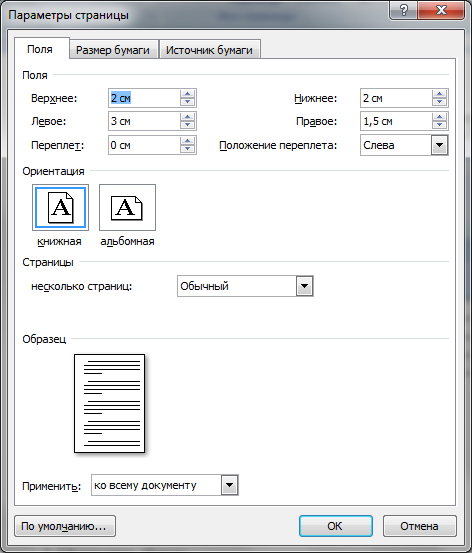 Параметры страницы
Поля Размер бумаги Источник бумаги
Поля
Верхнее: 2 см Нижнее: 2 см
Левое: 3 см Правое: 1,5 см
Переплет: 0 см Положение переплета: Слева
Ориентация
A A
книжная альбомная
Страницы
несколько страниц: Обычный
Образец
Применить: ко всему документу
По умолчанию... ОК Отмена